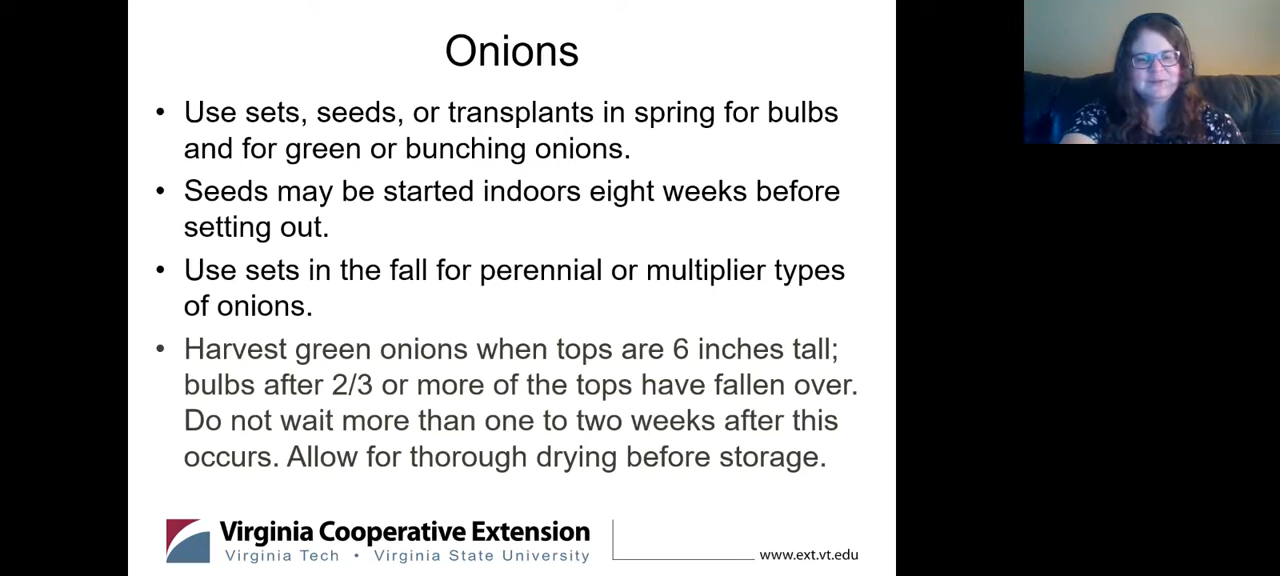 Onions
• Use sets, seeds, or transplants in spring for bulbs
and for green or bunching onions.
• Seeds may be started indoors eight weeks before
setting out.
• Use sets in the fall for perennial or multiplier types
of onions.
• Harvest green onions when tops are 6 inches tall;
bulbs after 2/3 or more of the tops have fallen over.
Do not wait more than one to two weeks after this
occurs. Allow for thorough drying before storage.
Virginia Cooperative Extension
Virginia Tech • Virginia State University
www.ext.vt.edu